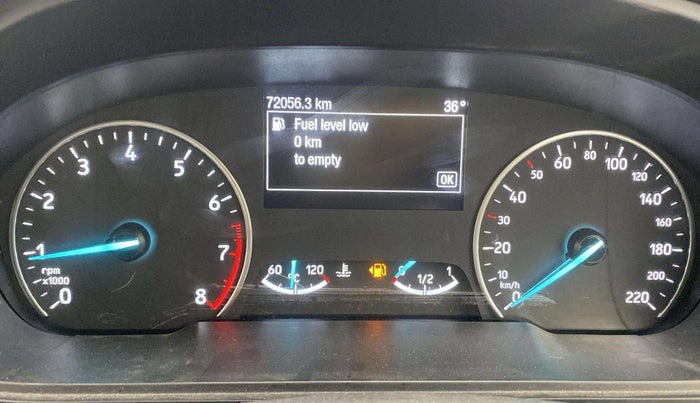 72056.3 km 36°
Fuel level low
0 km
to empty
OK
0 1 2 3 4 5 6 7 8
rpm
x1000
60 °C 120
0 1/2 1
0 10 20 30 40 50 60 80 100 120 140 160 180 200 220
km/h